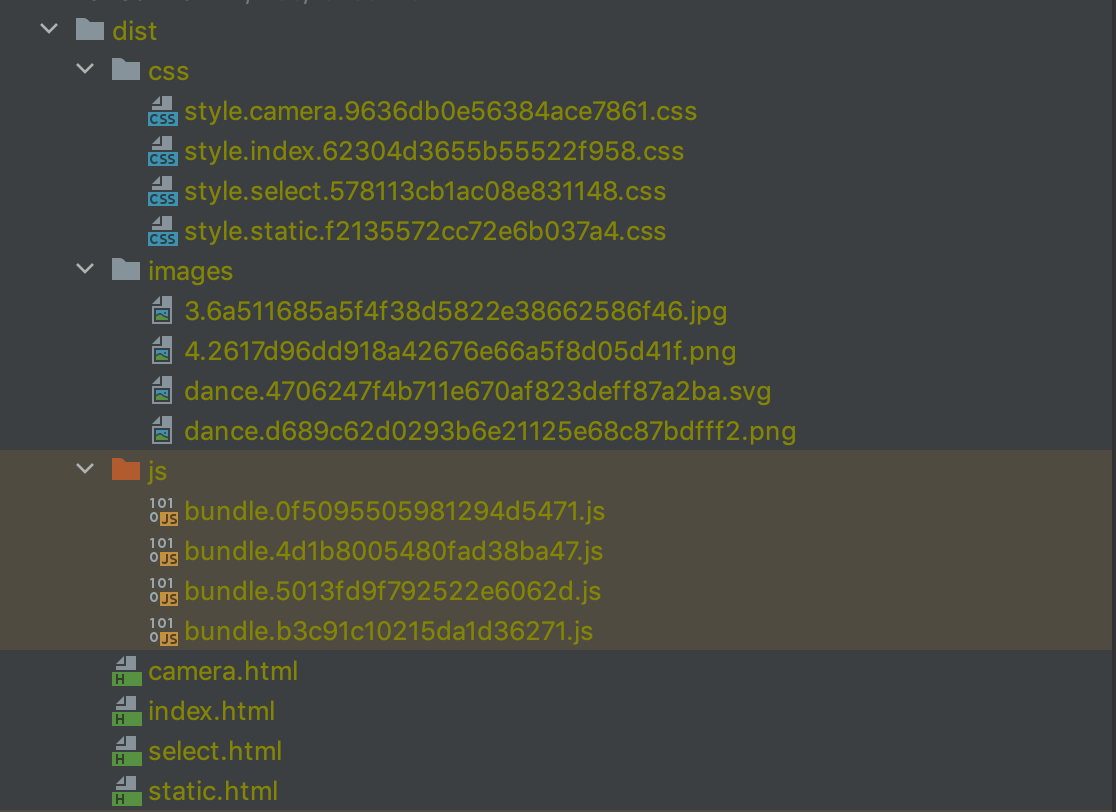 dist
css
style.camera.9636db0e56384ace7861.css
style.index.62304d3655b55522f958.css
style.select.578113cb1ac08e831148.css
style.static.f2135572cc72e6b037a4.css
images
3.6a511685a5f4f38d5822e38662586f46.jpg
4.2617d96dd918a42676e66a5f8d05d41f.png
dance.4706247f4b711e670af823deff87a2ba.svg
dance.d689c62d0293b6e21125e68c87bdfff2.png
js
bundle.0f5095505981294d5471.js
bundle.4d1b8005480fad38ba47.js
bundle.5013fd9f792522e6062d.js
bundle.b3c91c10215da1d36271.js
camera.html
index.html
select.html
static.html